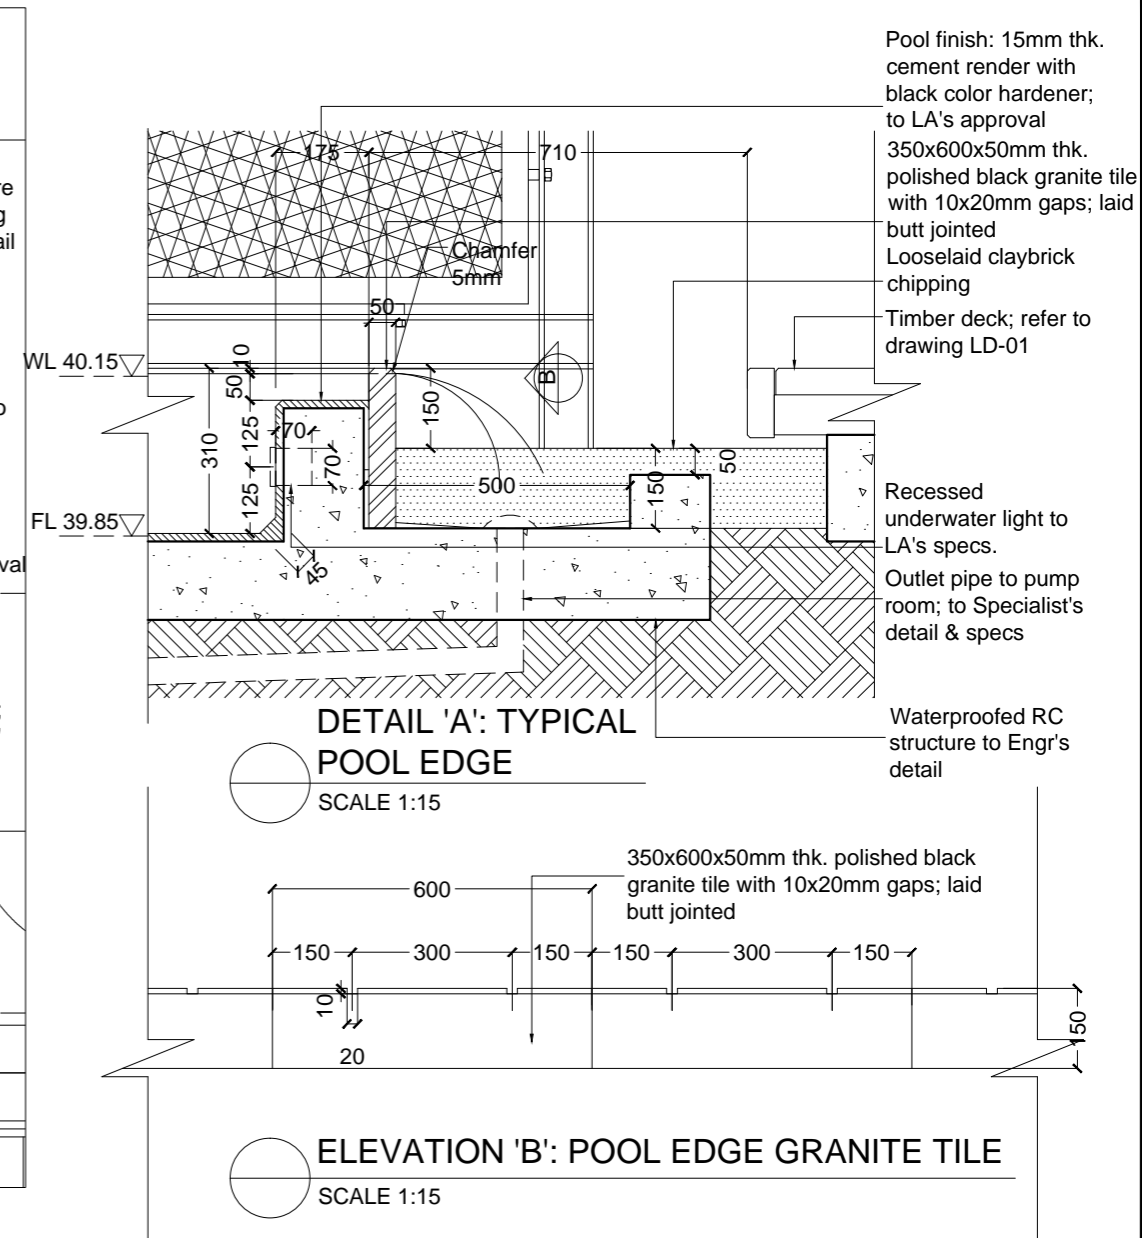 Pool finish: 15mm thk.
cement render with
black color hardener;
to LA's approval
350x600x50mm thk.
polished black granite tile
with 10x20mm gaps; laid
butt jointed
Looselaid claybrick
chipping
Timber deck; refer to
drawing LD-01
175
710
Chamfer
5mm
50
B
WL 40.15
10
50
125
125
310
70
70
150
500
150
50
FL 39.85
45
Recessed
underwater light to
LA's specs.
Outlet pipe to pump
room; to Specialist's
detail & specs
Waterproofed RC
structure to Engr's
detail
DETAIL 'A': TYPICAL
POOL EDGE
SCALE 1:15
350x600x50mm thk. polished black
granite tile with 10x20mm gaps; laid
butt jointed
600
150 300 150 150 300 150
10
20
150
ELEVATION 'B': POOL EDGE GRANITE TILE
SCALE 1:15